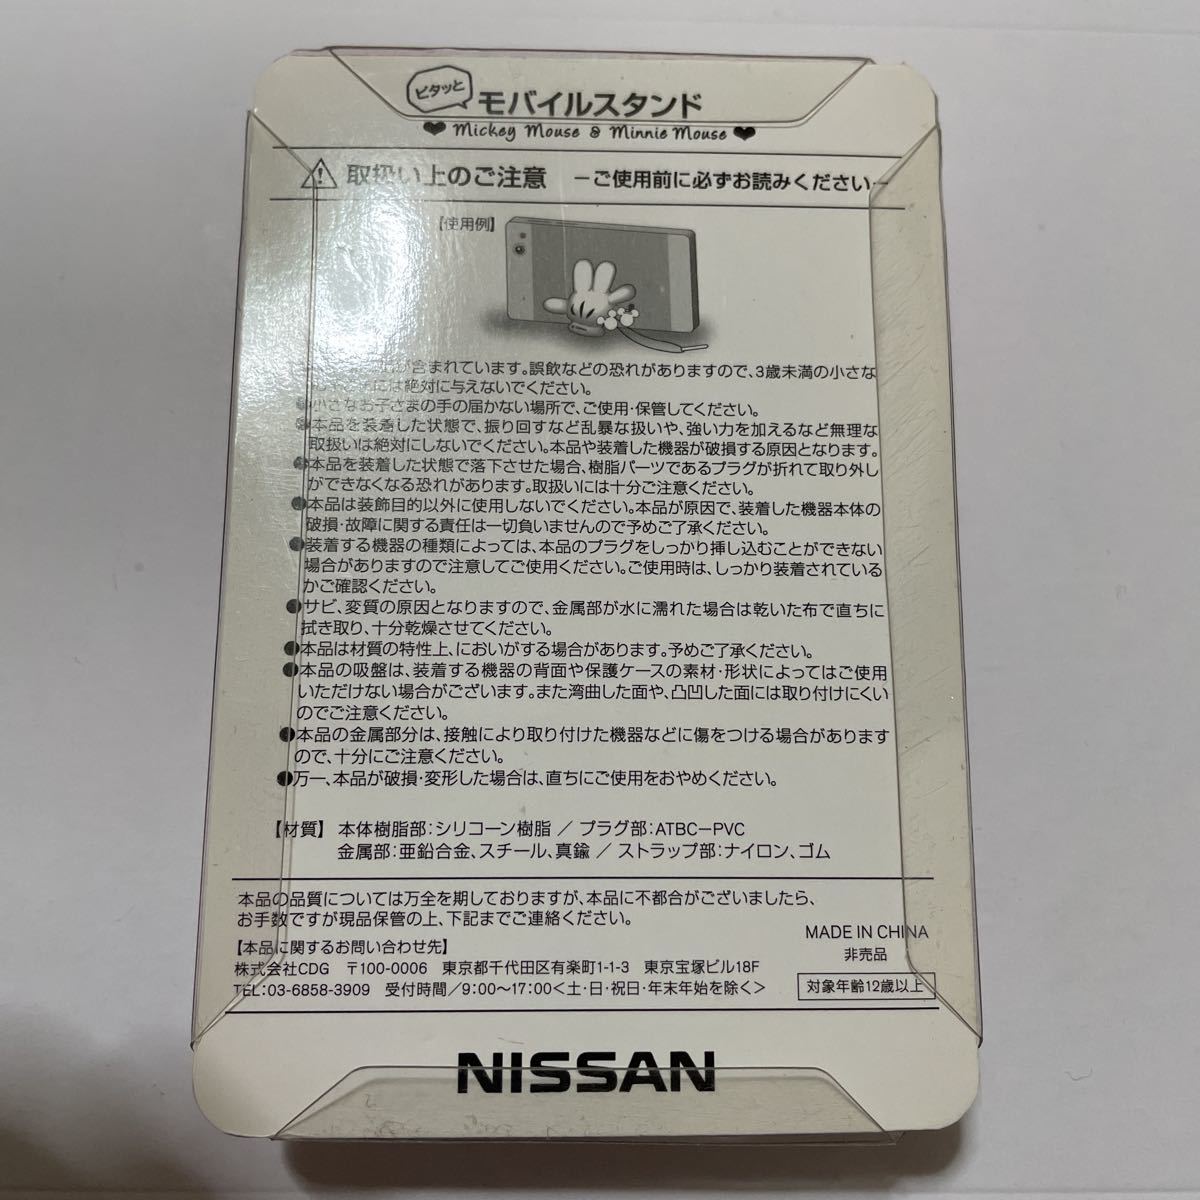 ピタッと
モバイルスタンド
Mickey Mouse & Minnie Mouse
取扱い上のご注意 ーご使用前に必ずお読みくださいー
【使用例】
が含まれています。誤飲などの恐れがありますので、3歳未満の小さな
には絶対に与えないでください。
●小さなお子さまの手の届かない場所で、ご使用・保管してください。
●本品を装着した状態で、振り回すなど乱暴な扱いや、強い力を加えるなど無理な
取扱いは絶対にしないでください。本品や装着した機器が破損する原因となります。
●本品を装着した状態で落下させた場合、樹脂パーツであるプラグが折れて取り外し
ができなくなる恐れがあります。取扱いには十分ご注意ください。
●本品は装飾目的以外に使用しないでください。本品が原因で、装着した機器本体の
破損・故障に関する責任は一切負いませんので予めご了承ください。
●装着する機器の種類によっては、本品のプラグをしっかり挿し込むことができない
場合がありますので注意してご使用ください。ご使用時は、しっかり装着されている
かご確認ください。
●サビ、変質の原因となりますので、金属部が水に濡れた場合は乾いた布で直ちに
拭き取り、十分乾燥させてください。
●本品は材質の特性上、においがする場合があります。予めご了承ください。
●本品の吸盤は、装着する機器の背面や保護ケースの素材・形状によってはご使用
いただけない場合がございます。また湾曲した面や、凸凹した面には取り付けにくい
のでご注意ください。
●本品の金属部分は、接触により取り付けた機器などに傷をつける場合があります
ので、十分にご注意ください。
●万一、本品が破損・変形した場合は、直ちにご使用をおやめください。
【材質】 本体樹脂部:シリコーン樹脂 / プラグ部:ATBC-PVC
金属部:亜鉛合金、スチール、真鍮 / ストラップ部:ナイロン、ゴム
本品の品質については万全を期しておりますが、本品に不都合がございましたら、
お手数ですが現品保管の上、下記までご連絡ください。
【本品に関するお問い合わせ先】
株式会社CDG 〒100-0006 東京都千代田区有楽町1-1-3 東京宝塚ビル18F
TEL:03-6858-3909 受付時間/9:00〜17:00<土・日・祝日・年末年始を除く>
MADE IN CHINA
非売品
対象年齢12歳以上
NISSAN